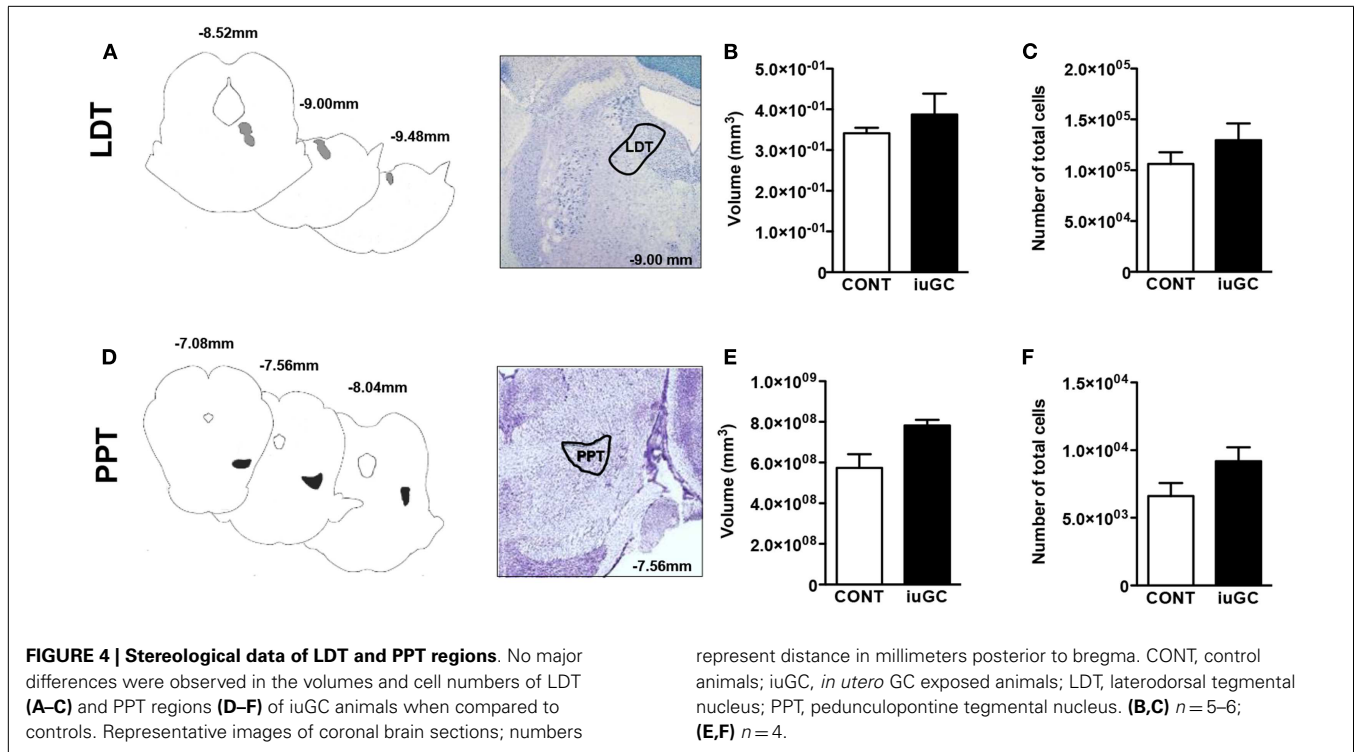 A
LDT
-8.52mm
-9.00mm
-9.48mm
LDT
-9.00 mm
B
Volume (mm³)
5.0×10⁻⁰¹
4.0×10⁻⁰¹
3.0×10⁻⁰¹
2.0×10⁻⁰¹
1.0×10⁻⁰¹
0
CONT iuGC
C
Number of total cells
2.0×10⁰⁵
1.5×10⁰⁵
1.0×10⁰⁵
5.0×10⁰⁴
0
CONT iuGC
D
PPT
-7.08mm
-7.56mm
-8.04mm
PPT
-7.56mm
E
Volume (mm³)
1.0×10⁰⁹
8.0×10⁰⁸
6.0×10⁰⁸
4.0×10⁰⁸
2.0×10⁰⁸
0
CONT iuGC
F
Number of total cells
1.5×10⁰⁴
1.0×10⁰⁴
5.0×10⁰³
0
CONT iuGC
FIGURE 4 | Stereological data of LDT and PPT regions. No major
differences were observed in the volumes and cell numbers of LDT
(A–C) and PPT regions (D–F) of iuGC animals when compared to
controls. Representative images of coronal brain sections; numbers
represent distance in millimeters posterior to bregma. CONT, control
animals; iuGC, in utero GC exposed animals; LDT, laterodorsal tegmental
nucleus; PPT, pedunculopontine tegmental nucleus. (B,C) n = 5–6;
(E,F) n = 4.